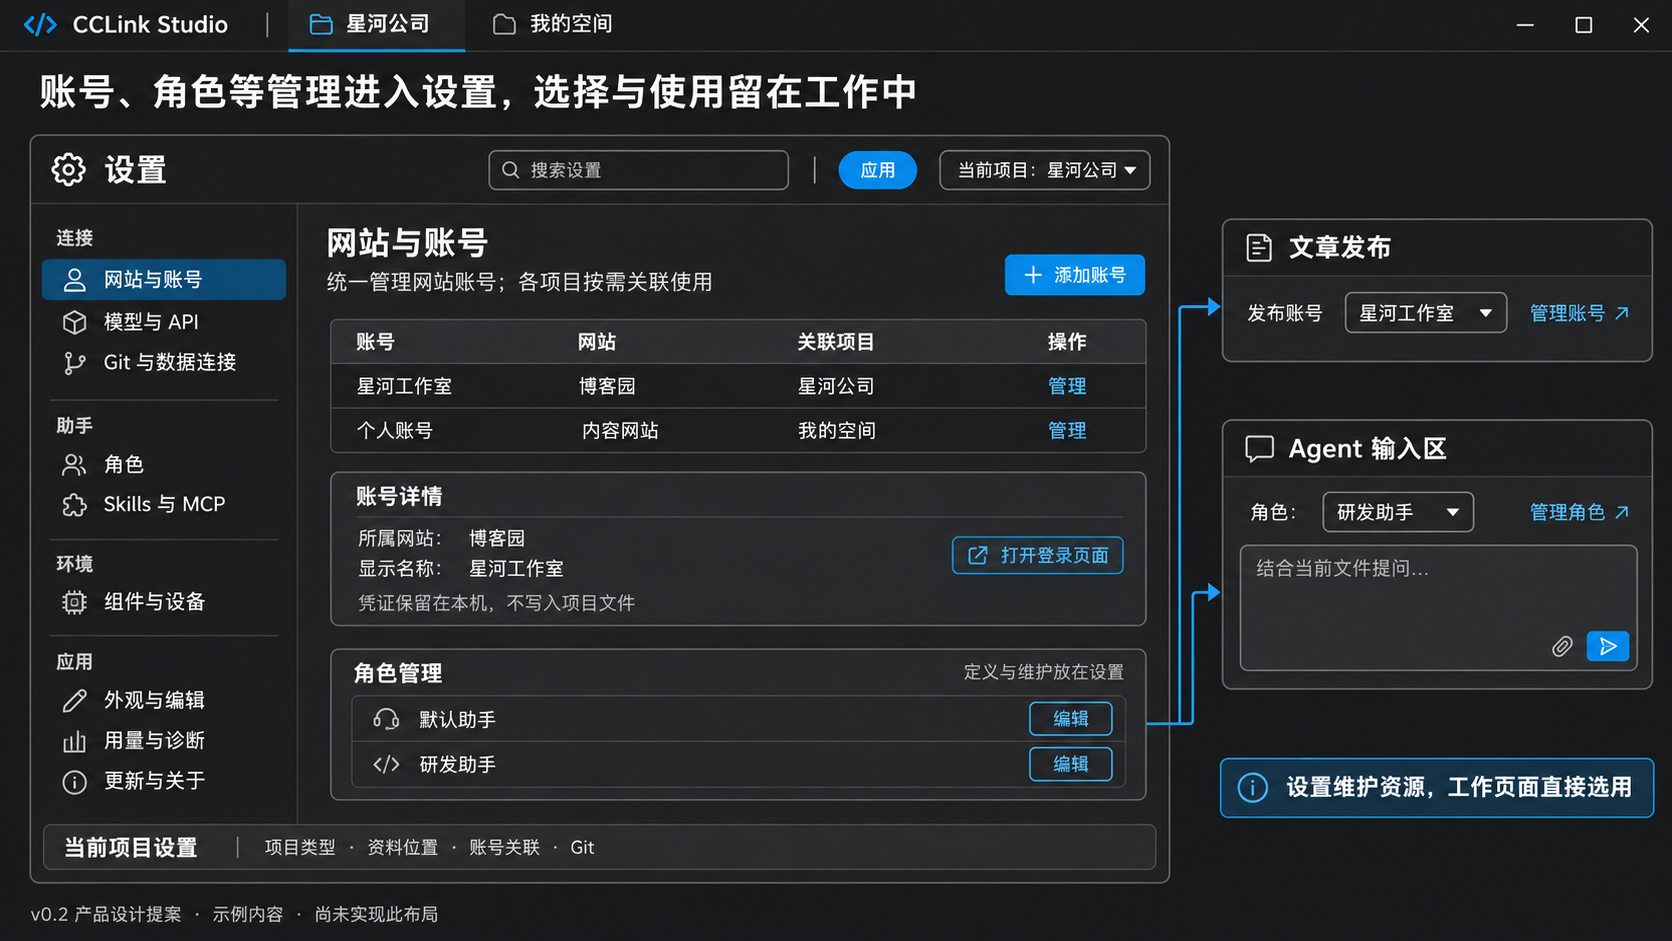 CCLink Studio
星河公司
我的空间
账号、角色等管理进入设置，选择与使用留在工作中
设置
搜索设置
应用
当前项目：星河公司
连接
网站与账号
模型与 API
Git 与数据连接
助手
角色
Skills 与 MCP
环境
组件与设备
应用
外观与编辑
用量与诊断
更新与关于
网站与账号
统一管理网站账号；各项目按需关联使用
添加账号
账号 网站 关联项目 操作
星河工作室 博客园 星河公司 管理
个人账号 内容网站 我的空间 管理
账号详情
所属网站： 博客园
显示名称： 星河工作室
凭证保留在本机，不写入项目文件
打开登录页面
角色管理
定义与维护放在设置
默认助手 编辑
研发助手 编辑
当前项目设置
项目类型 · 资料位置 · 账号关联 · Git
文章发布
发布账号 星河工作室 管理账号
Agent 输入区
角色： 研发助手 管理角色
结合当前文件提问...
设置维护资源，工作页面直接选用
v0.2 产品设计提案 · 示例内容 · 尚未实现此布局